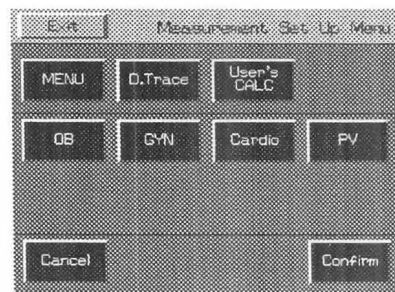 Exit Measurement Set Up Menu
MENU D.Trace User's
CALC
OB GYN Cardio PV
Cancel Confirm